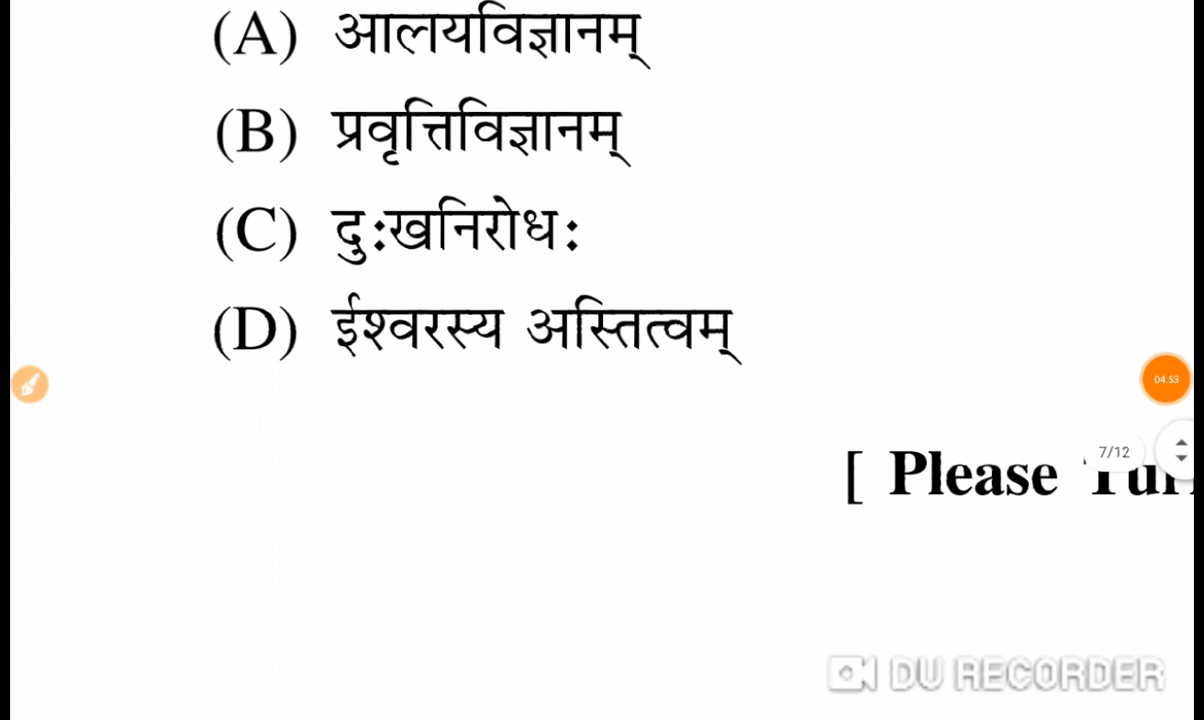 (A) आलयविज्ञानम्
(B) प्रवृत्तिविज्ञानम्
(C) दुःखनिरोधः
(D) ईश्वरस्य अस्तित्वम्
04:53
7/12
[ Please
DU RECORDER